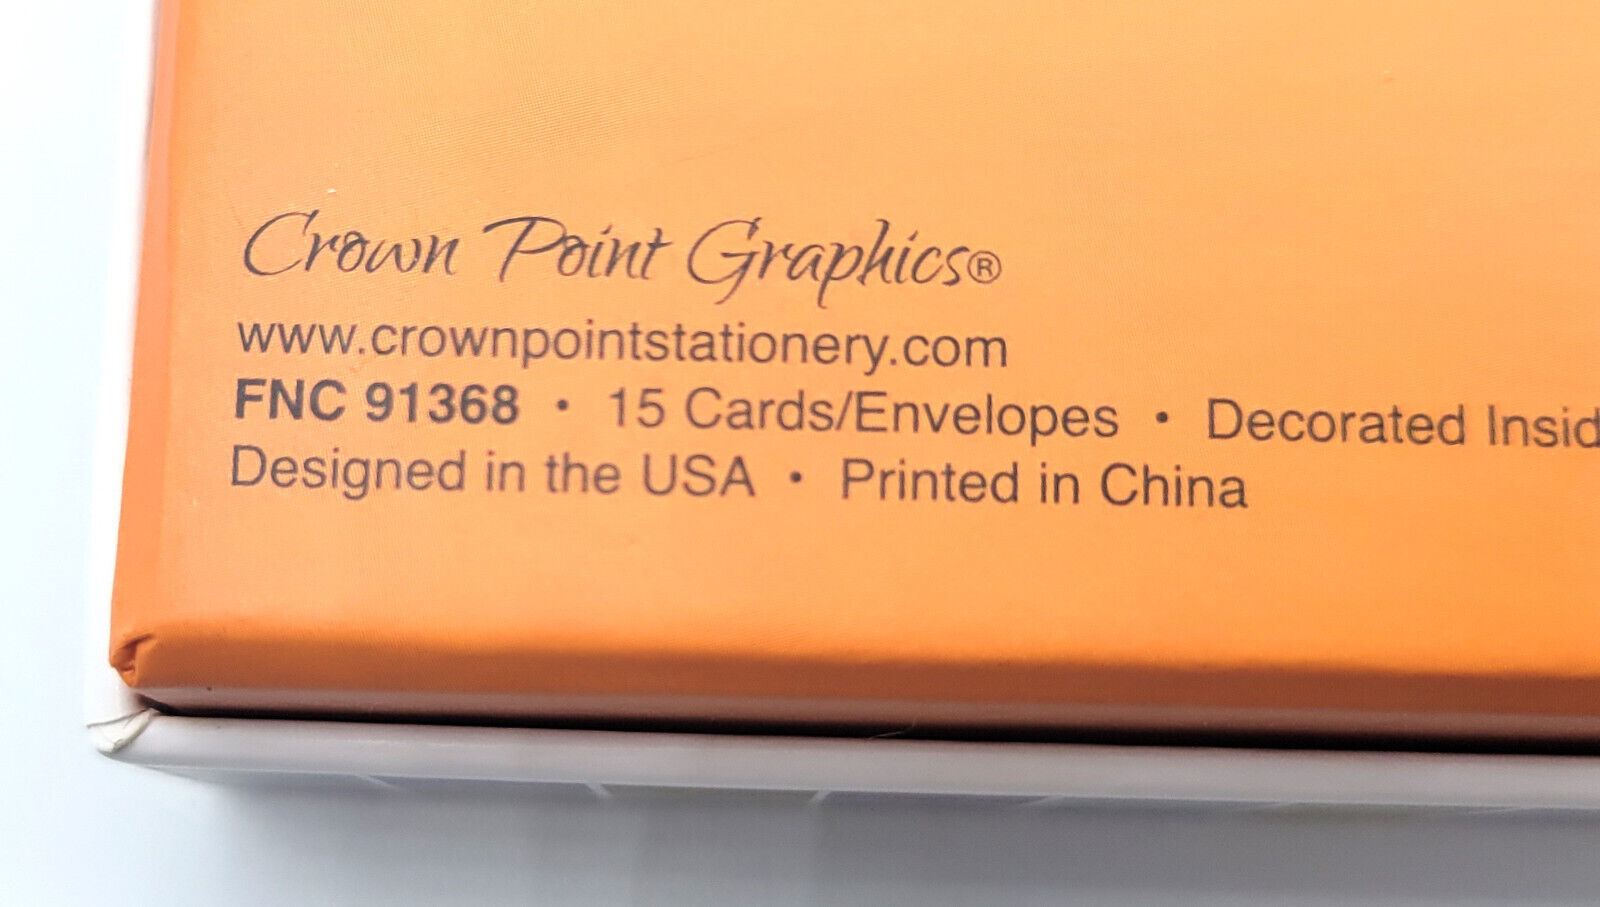 Crown Point Graphics®
www.crownpointstationery.com
FNC 91368 • 15 Cards/Envelopes • Decorated Insid
Designed in the USA • Printed in China